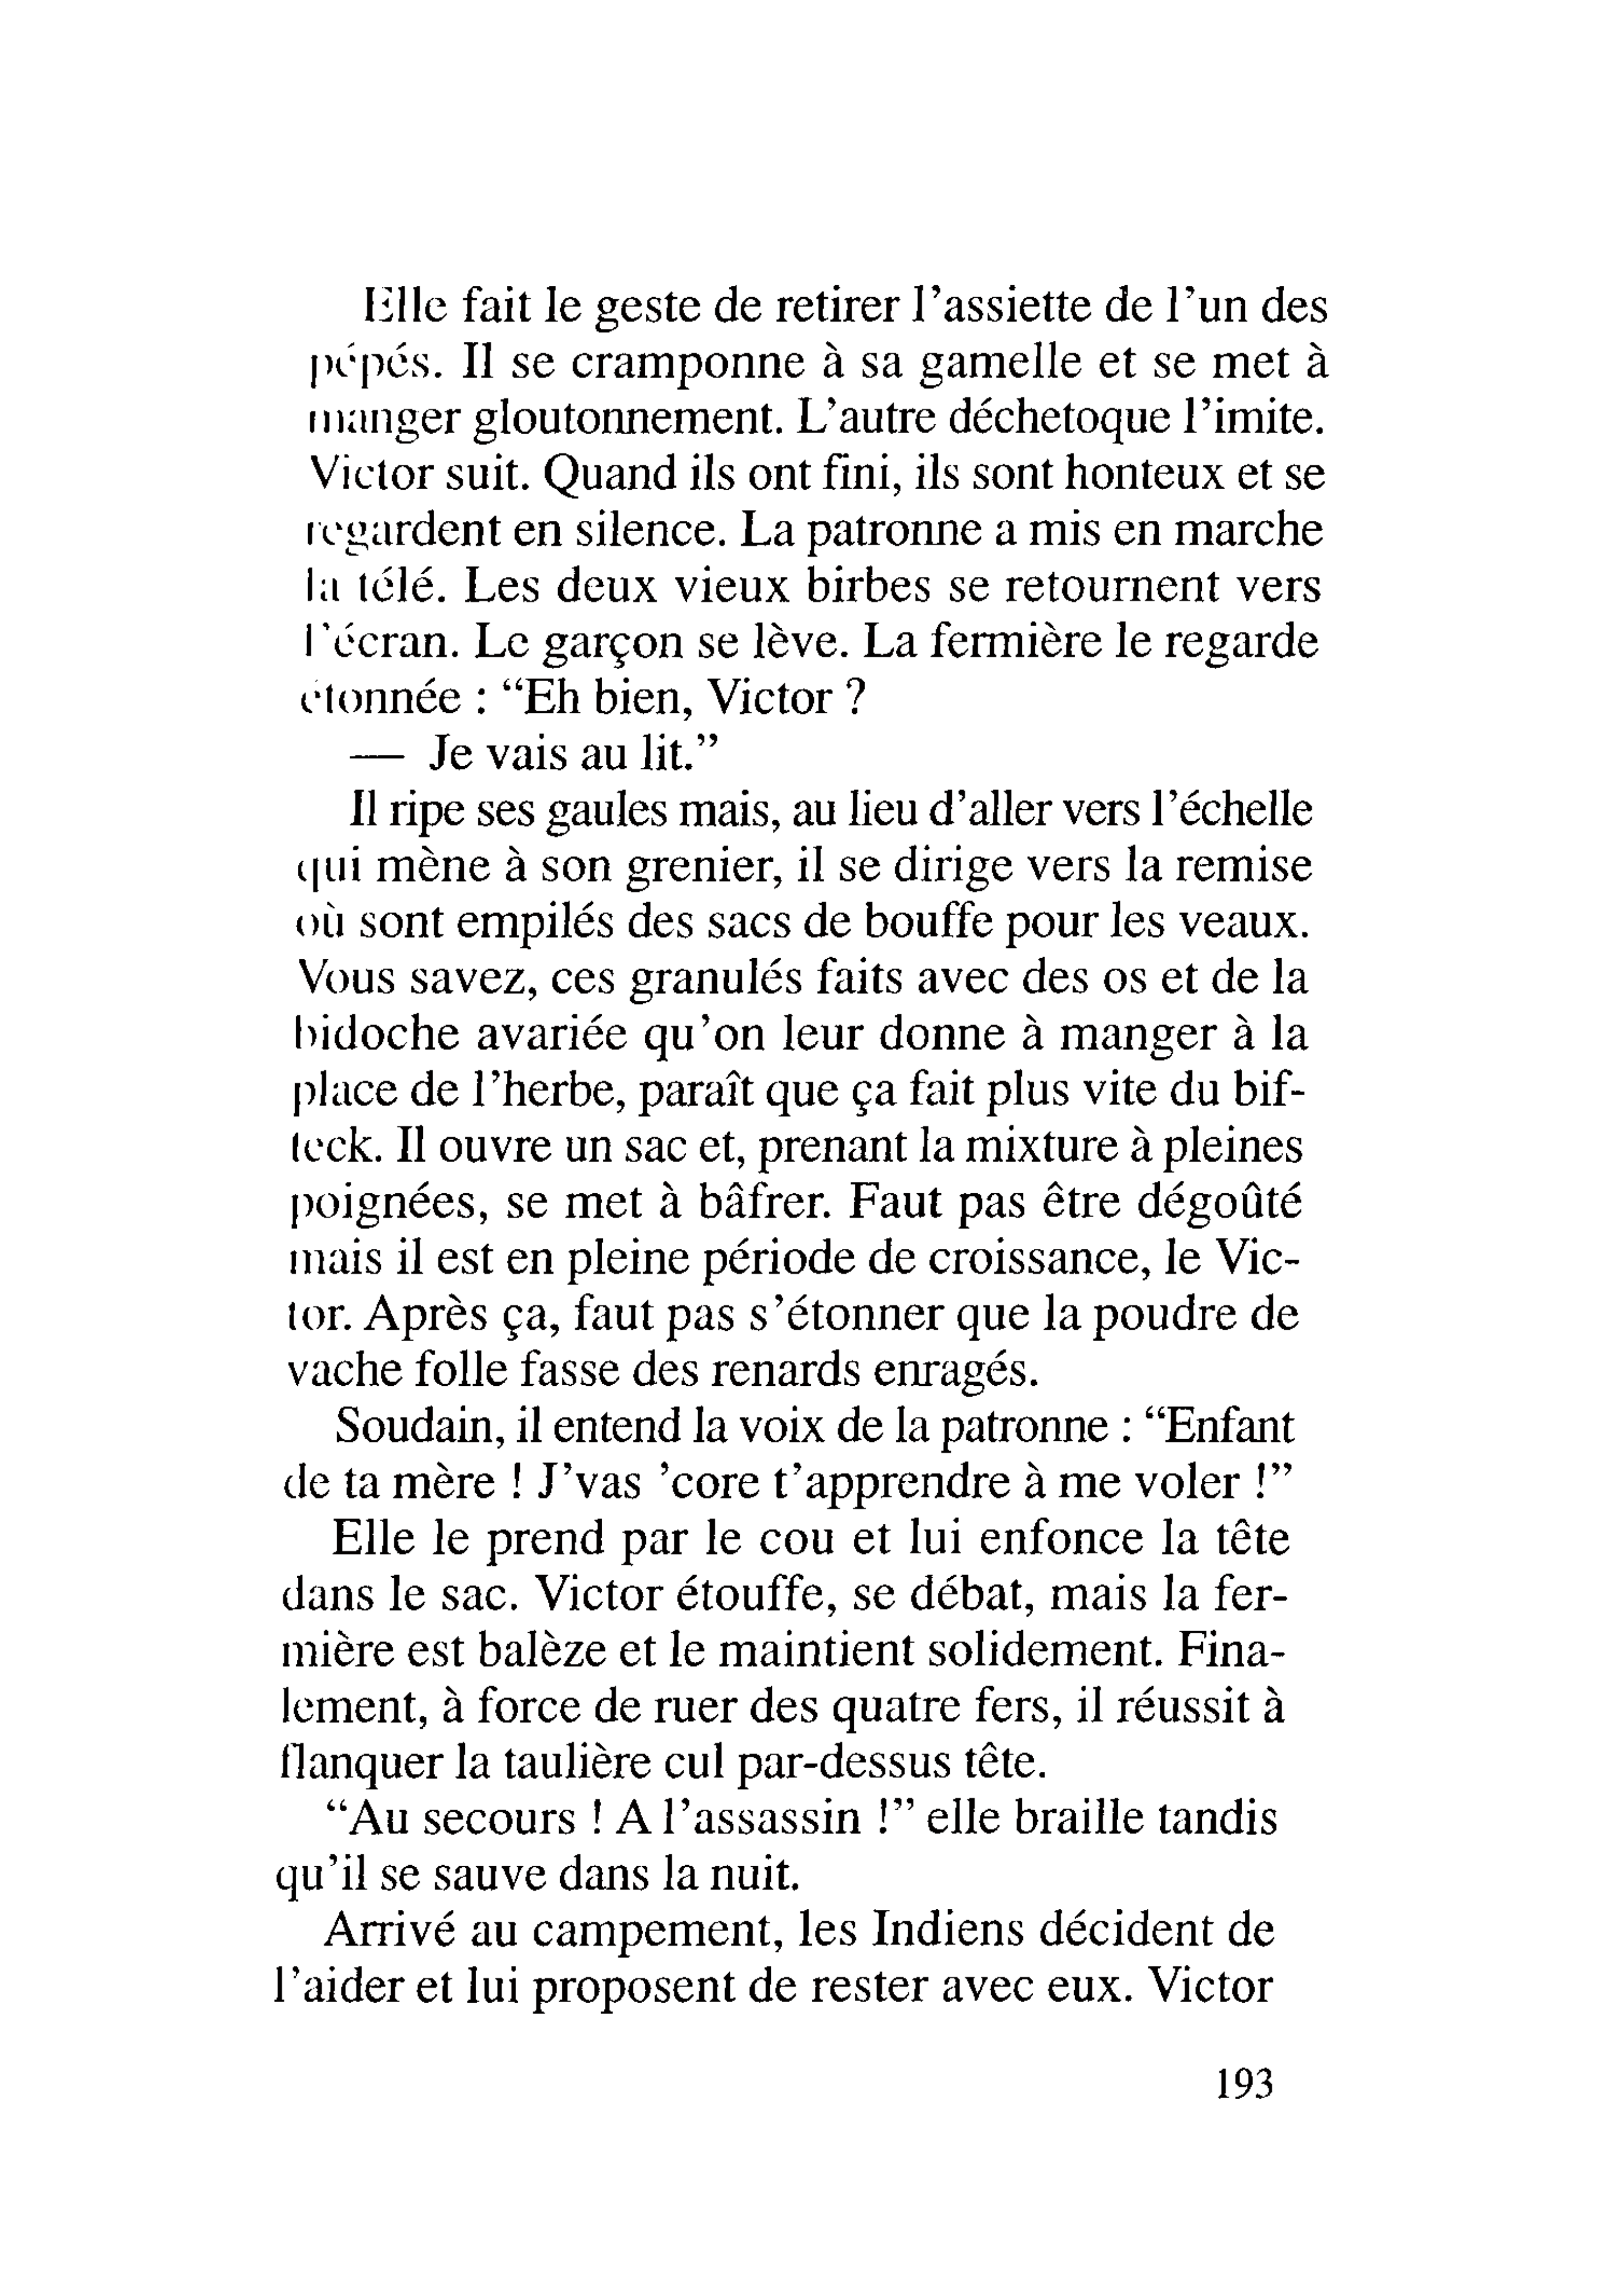 Elle fait le geste de retirer l'assiette de l'un des
pépés. Il se cramponne à sa gamelle et se met à
manger gloutonnement. L'autre déchetoque l'imite.
Victor suit. Quand ils ont fini, ils sont honteux et se
regardent en silence. La patronne a mis en marche
la télé. Les deux vieux birbes se retournent vers
l'écran. Le garçon se lève. La fermière le regarde
étonnée : “Eh bien, Victor ?
— Je vais au lit.”
Il ripe ses gaules mais, au lieu d'aller vers l'échelle
qui mène à son grenier, il se dirige vers la remise
où sont empilés des sacs de bouffe pour les veaux.
Vous savez, ces granulés faits avec des os et de la
bidoche avariée qu'on leur donne à manger à la
place de l'herbe, paraît que ça fait plus vite du bif-
teck. Il ouvre un sac et, prenant la mixture à pleines
poignées, se met à bâfrer. Faut pas être dégoûté
mais il est en pleine période de croissance, le Vic-
tor. Après ça, faut pas s'étonner que la poudre de
vache folle fasse des renards enragés.
Soudain, il entend la voix de la patronne : “Enfant
de ta mère ! J'vas 'core t'apprendre à me voler !”
Elle le prend par le cou et lui enfonce la tête
dans le sac. Victor étouffe, se débat, mais la fer-
mière est balèze et le maintient solidement. Fina-
lement, à force de ruer des quatre fers, il réussit à
flanquer la taulière cul par-dessus tête.
“Au secours ! A l'assassin !” elle braille tandis
qu'il se sauve dans la nuit.
Arrivé au campement, les Indiens décident de
l'aider et lui proposent de rester avec eux. Victor
193